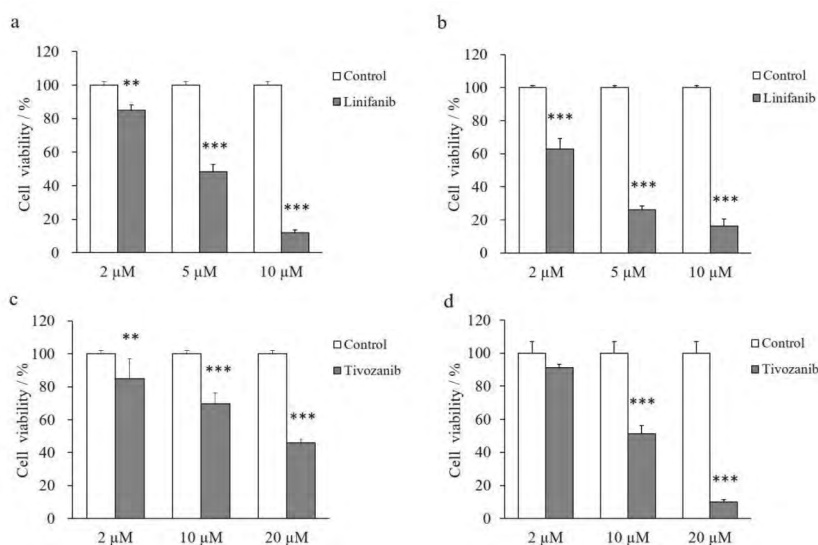 a
Cell viability / %
120
100
80
60
40
20
0
**
***
***
2 µM
5 µM
10 µM
Control
Linifanib
b
Cell viability / %
120
100
80
60
40
20
0
***
***
***
2 µM
5 µM
10 µM
Control
Linifanib
c
Cell viability / %
120
100
80
60
40
20
0
**
***
***
2 µM
10 µM
20 µM
Control
Tivozanib
d
Cell viability / %
120
100
80
60
40
20
0
***
***
2 µM
10 µM
20 µM
Control
Tivozanib